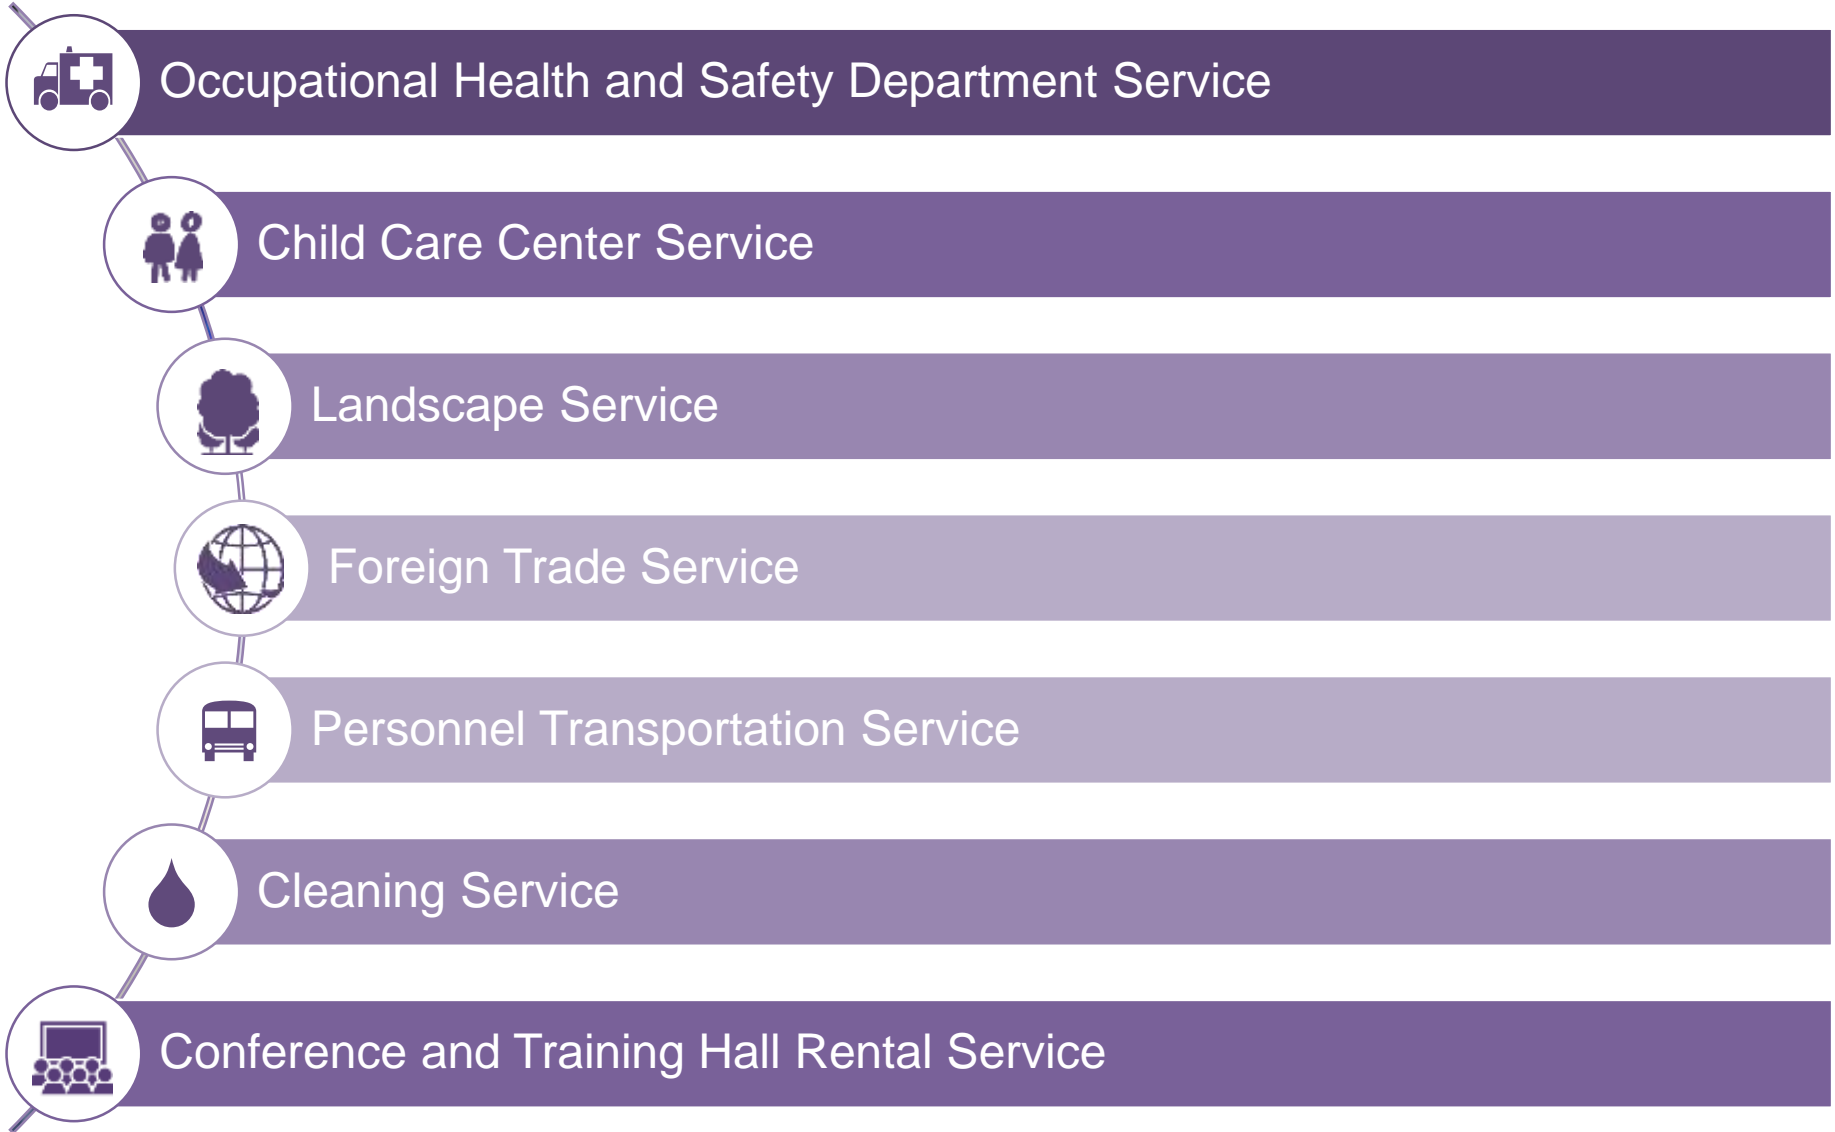 Occupational Health and Safety Department Service
Child Care Center Service
Landscape Service
Foreign Trade Service
Personnel Transportation Service
Cleaning Service
Conference and Training Hall Rental Service